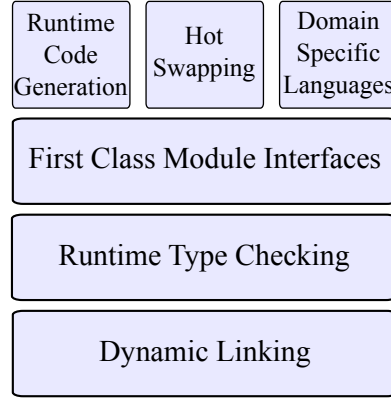 Runtime
Code
Generation
Hot
Swapping
Domain
Specific
Languages
First Class Module Interfaces
Runtime Type Checking
Dynamic Linking